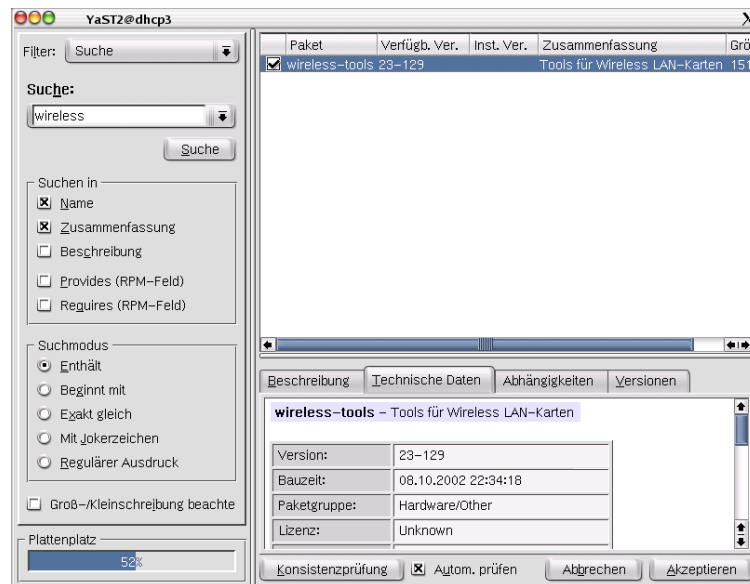 YaST2@dhcp3
X
Filter: Suche
Suche:
wireless
Suche
Suchen in
Name
Zusammenfassung
Beschreibung
Provides (RPM-Feld)
Requires (RPM-Feld)
Suchmodus
Enthält
Beginnt mit
Exakt gleich
Mit Jokerzeichen
Regulärer Ausdruck
Groß-/Kleinschreibung beachte
Plattenplatz
52%
Paket Verfügb. Ver. Inst. Ver. Zusammenfassung Grö
wireless-tools 23-129 Tools für Wireless LAN-Karten 151
Beschreibung Technische Daten Abhängigkeiten Versionen
wireless-tools - Tools für Wireless LAN-Karten
Version: 23-129
Bauzeit: 08.10.2002 22:34:18
Paketgruppe: Hardware/Other
Lizenz: Unknown
Konsistenzprüfung Autom. prüfen Abbrechen Akzeptieren